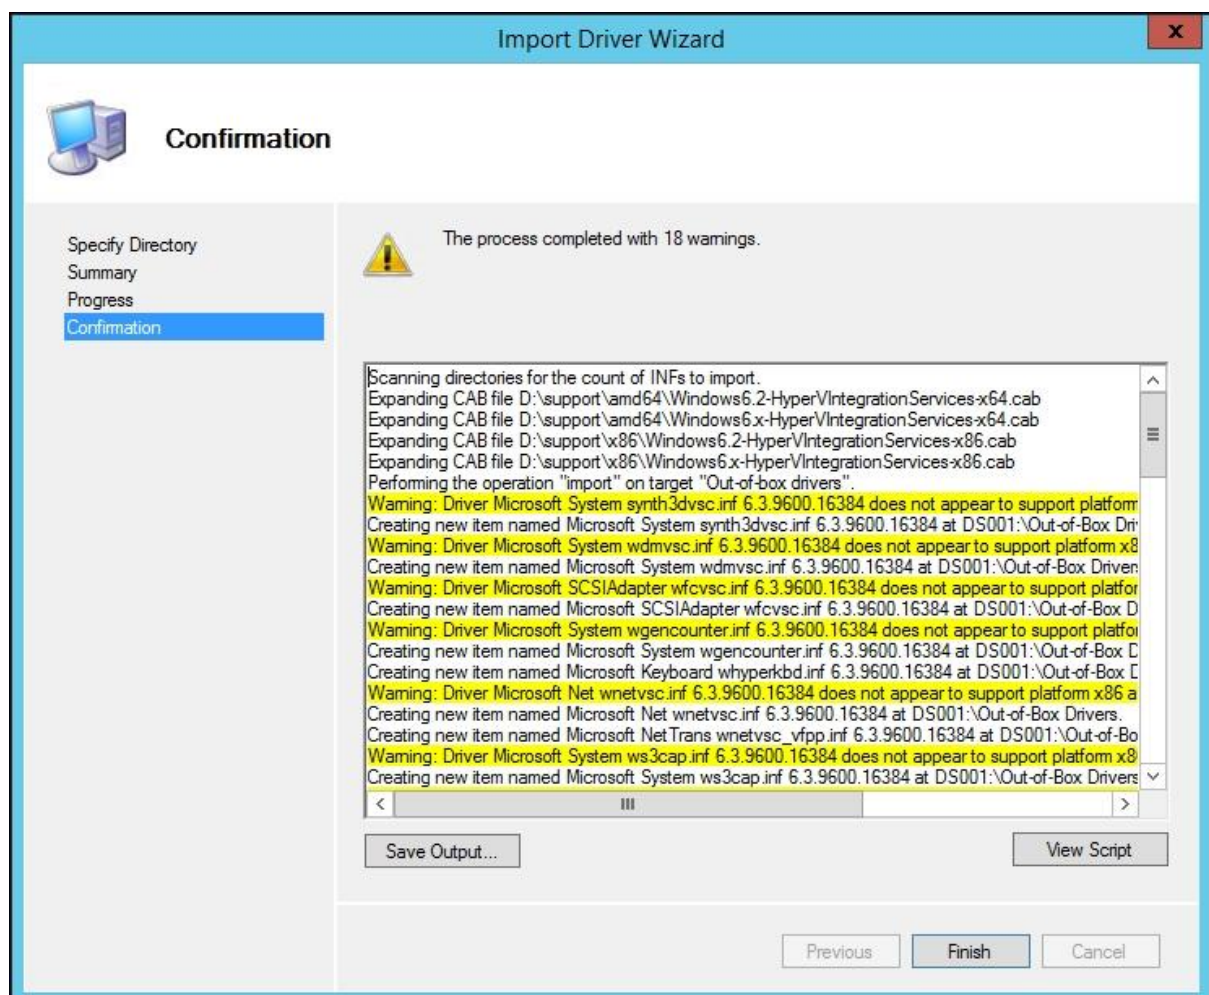 Import Driver Wizard
x
Confirmation
Specify Directory
Summary
Progress
Confirmation
The process completed with 18 warnings.
Scanning directories for the count of INFs to import.
Expanding CAB file D:\support\amd64\Windows6.2-HyperVIntegrationServices-x64.cab
Expanding CAB file D:\support\amd64\Windows6.x-HyperVIntegrationServices-x64.cab
Expanding CAB file D:\support\x86\Windows6.2-HyperVIntegrationServices-x86.cab
Expanding CAB file D:\support\x86\Windows6.x-HyperVIntegrationServices-x86.cab
Performing the operation "import" on target "Out-of-box drivers".
Warning: Driver Microsoft System synth3dvsc.inf 6.3.9600.16384 does not appear to support platform
Creating new item named Microsoft System synth3dvsc.inf 6.3.9600.16384 at DS001:\Out-of-Box Dri
Warning: Driver Microsoft System wdmvsc.inf 6.3.9600.16384 does not appear to support platform x8
Creating new item named Microsoft System wdmvsc.inf 6.3.9600.16384 at DS001:\Out-of-Box Driver
Warning: Driver Microsoft SCSIAdapter wfcvsc.inf 6.3.9600.16384 does not appear to support platfor
Creating new item named Microsoft SCSIAdapter wfcvsc.inf 6.3.9600.16384 at DS001:\Out-of-Box D
Warning: Driver Microsoft System wgencounter.inf 6.3.9600.16384 does not appear to support platfo
Creating new item named Microsoft System wgencounter.inf 6.3.9600.16384 at DS001:\Out-of-Box D
Creating new item named Microsoft Keyboard whyperkbd.inf 6.3.9600.16384 at DS001:\Out-of-Box D
Warning: Driver Microsoft Net wnetvsc.inf 6.3.9600.16384 does not appear to support platform x86 a
Creating new item named Microsoft Net wnetvsc.inf 6.3.9600.16384 at DS001:\Out-of-Box Drivers.
Creating new item named Microsoft NetTrans wnetvsc_vfpp.inf 6.3.9600.16384 at DS001:\Out-of-Bo
Warning: Driver Microsoft System ws3cap.inf 6.3.9600.16384 does not appear to support platform x8
Creating new item named Microsoft System ws3cap.inf 6.3.9600.16384 at DS001:\Out-of-Box Drivers
Save Output...
View Script
Previous
Finish
Cancel